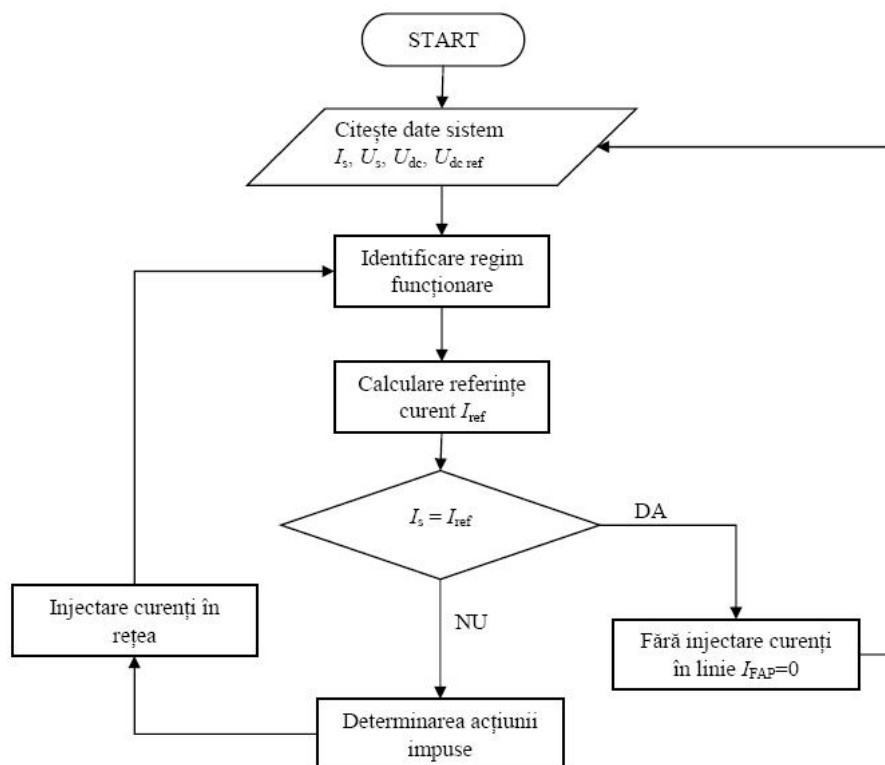 START
Citește date sistem
Is, Us, Udc, Udc ref
Identificare regim
funcționare
Calculare referințe
curent Iref
Is = Iref
DA
NU
Injectare curenți în
rețea
Fără injectare curenți
în linie IFAP=0
Determinarea acțiunii
impuse